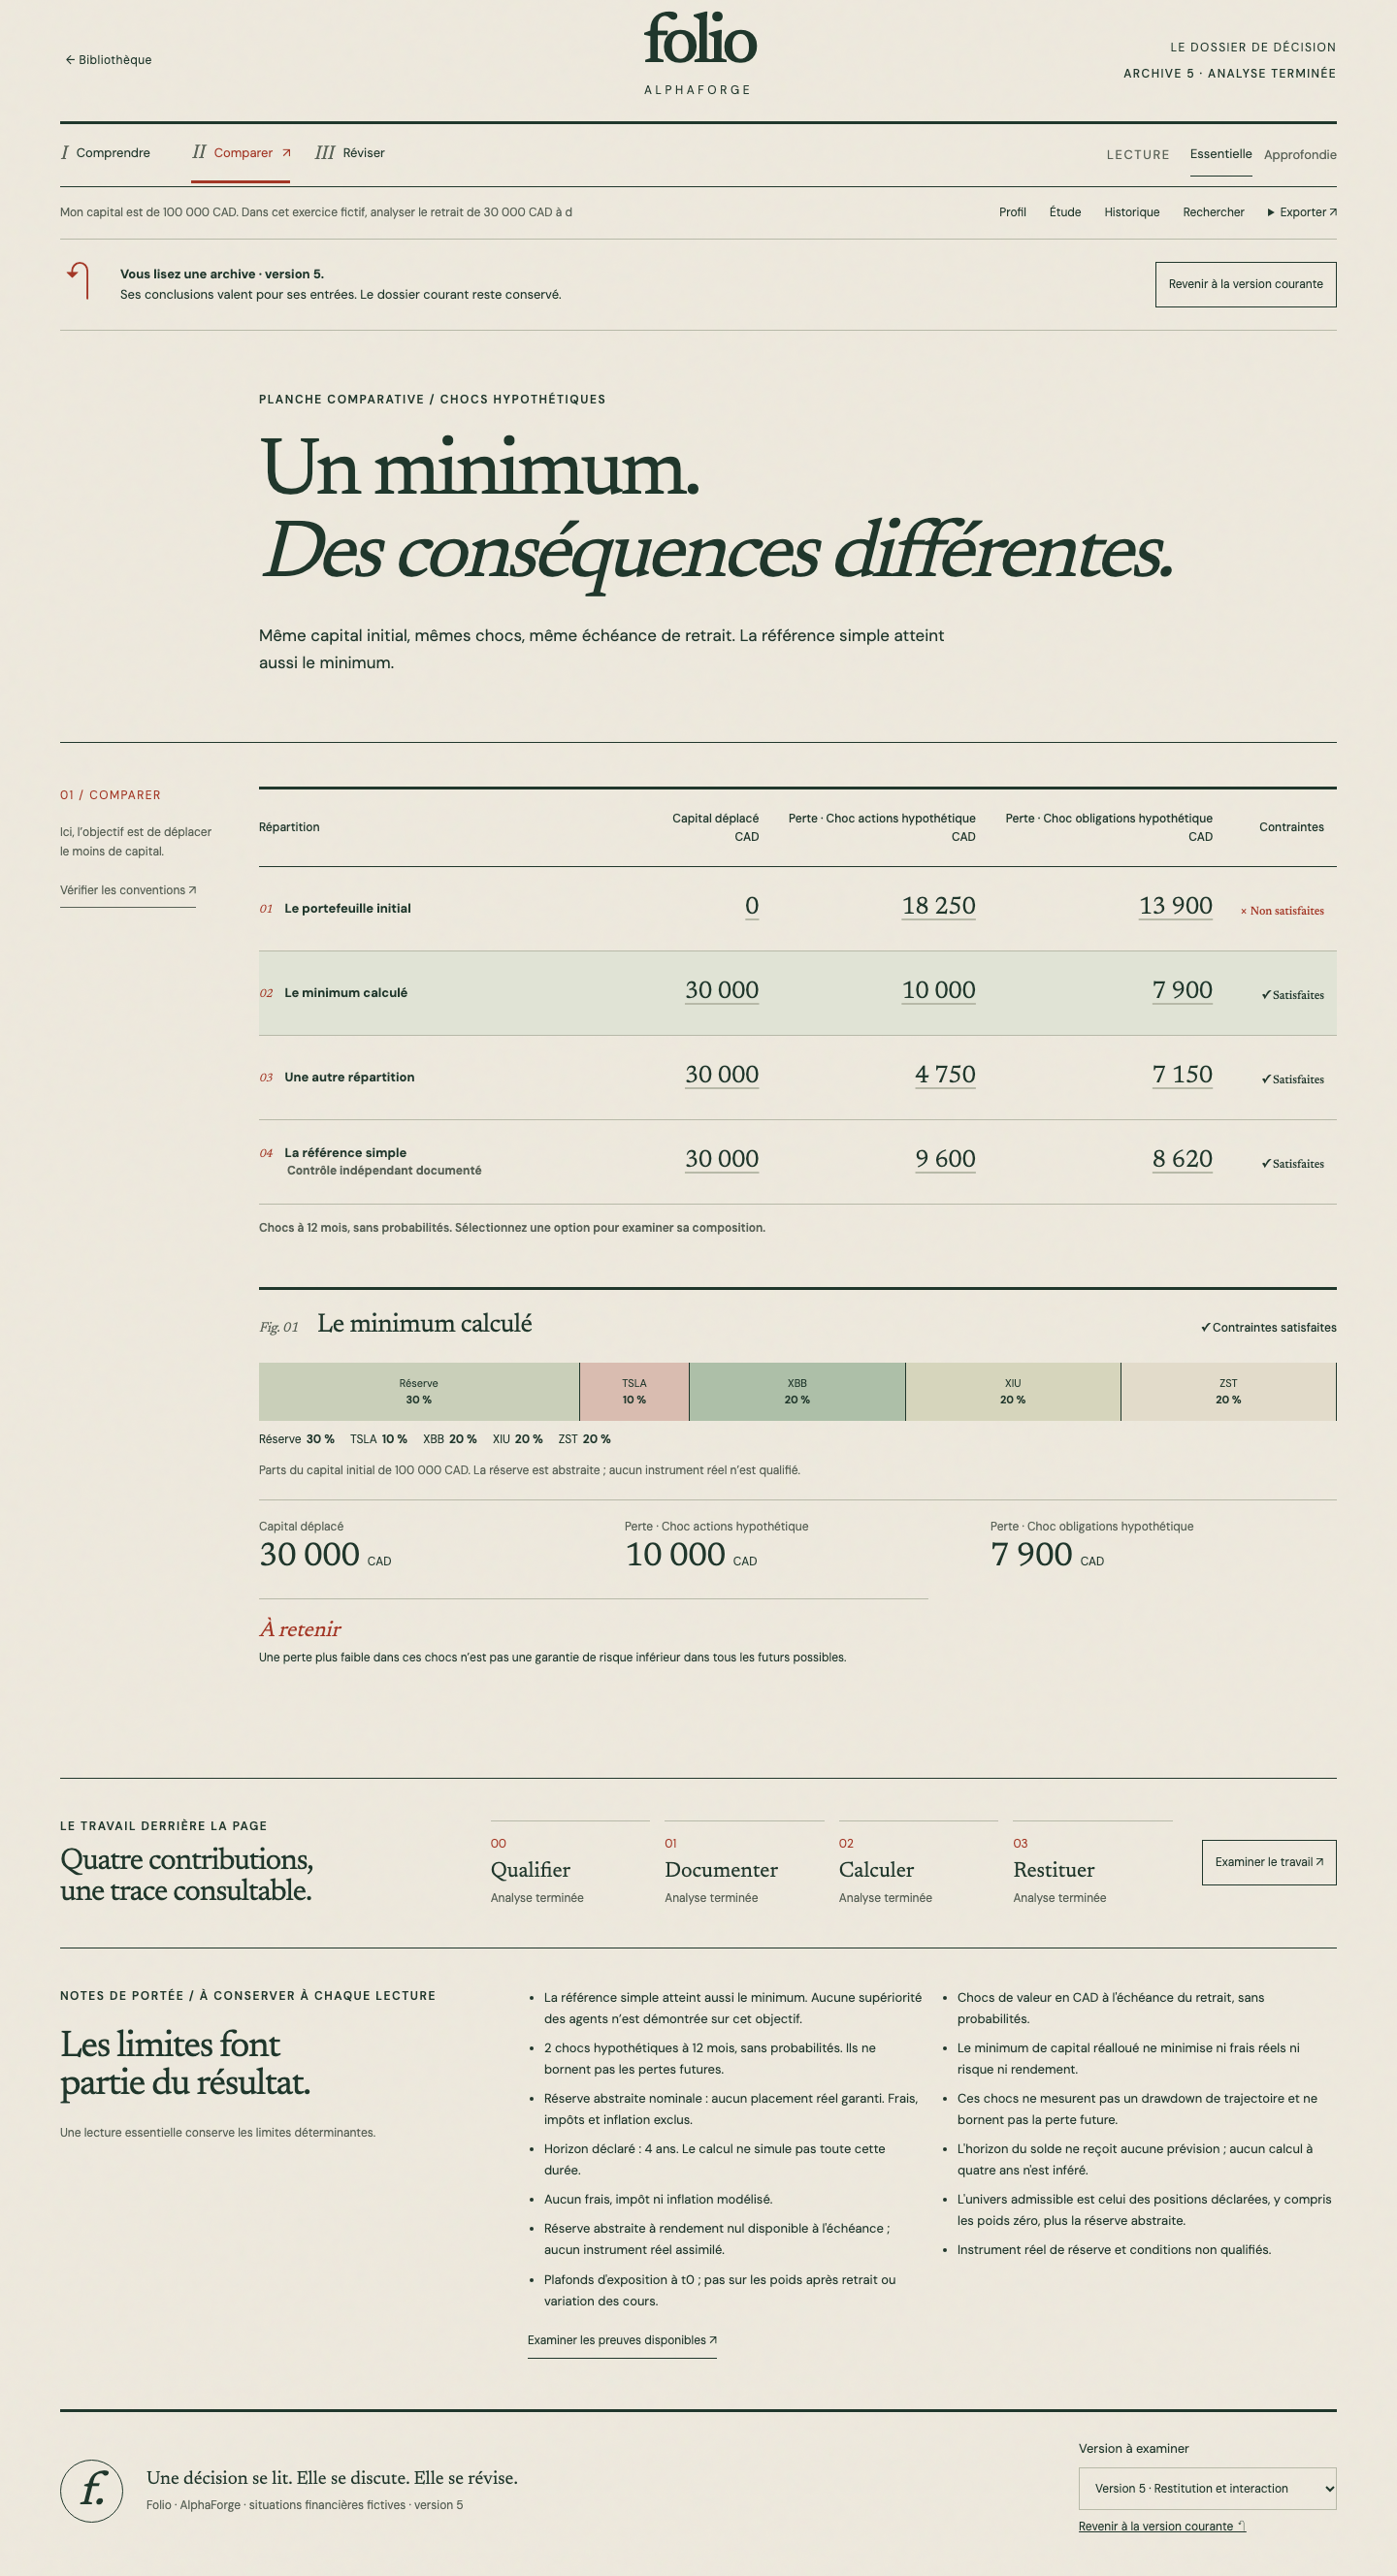 ← Bibliothèque
folio
ALPHAFORGE
LE DOSSIER DE DÉCISION
ARCHIVE 5 · ANALYSE TERMINÉE
I Comprendre II Comparer ↗ III Réviser
LECTURE Essentielle Approfondie
Mon capital est de 100 000 CAD. Dans cet exercice fictif, analyser le retrait de 30 000 CAD à d
Profil Étude Historique Rechercher ▶ Exporter ↗
Vous lisez une archive · version 5.
Ses conclusions valent pour ses entrées. Le dossier courant reste conservé.
Revenir à la version courante
PLANCHE COMPARATIVE / CHOCS HYPOTHÉTIQUES
Un minimum.
Des conséquences différentes.
Même capital initial, mêmes chocs, même échéance de retrait. La référence simple atteint
aussi le minimum.
01 / COMPARER
Ici, l’objectif est de déplacer
le moins de capital.
Vérifier les conventions ↗
Répartition
Capital déplacé
CAD
Perte · Choc actions hypothétique
CAD
Perte · Choc obligations hypothétique
CAD
Contraintes
01 Le portefeuille initial 0 18 250 13 900 × Non satisfaites
02 Le minimum calculé 30 000 10 000 7 900 ✓ Satisfaites
03 Une autre répartition 30 000 4 750 7 150 ✓ Satisfaites
04 La référence simple 30 000 9 600 8 620 ✓ Satisfaites
Contrôle indépendant documenté
Chocs à 12 mois, sans probabilités. Sélectionnez une option pour examiner sa composition.
Fig. 01 Le minimum calculé
✓ Contraintes satisfaites
Réserve TSLA XBB XIU ZST
30 % 10 % 20 % 20 % 20 %
Réserve 30 % TSLA 10 % XBB 20 % XIU 20 % ZST 20 %
Parts du capital initial de 100 000 CAD. La réserve est abstraite ; aucun instrument réel n’est qualifié.
Capital déplacé
30 000 CAD
Perte · Choc actions hypothétique
10 000 CAD
Perte · Choc obligations hypothétique
7 900 CAD
À retenir
Une perte plus faible dans ces chocs n’est pas une garantie de risque inférieur dans tous les futurs possibles.
LE TRAVAIL DERRIÈRE LA PAGE
Quatre contributions,
une trace consultable.
00
Qualifier
Analyse terminée
01
Documenter
Analyse terminée
02
Calculer
Analyse terminée
03
Restituer
Analyse terminée
Examiner le travail ↗
NOTES DE PORTÉE / À CONSERVER À CHAQUE LECTURE
Les limites font
partie du résultat.
Une lecture essentielle conserve les limites déterminantes.
• La référence simple atteint aussi le minimum. Aucune supériorité
des agents n’est démontrée sur cet objectif.
• 2 chocs hypothétiques à 12 mois, sans probabilités. Ils ne
bornent pas les pertes futures.
• Réserve abstraite nominale : aucun placement réel garanti. Frais,
impôts et inflation exclus.
• Horizon déclaré : 4 ans. Le calcul ne simule pas toute cette
durée.
• Aucun frais, impôt ni inflation modélisé.
• Réserve abstraite à rendement nul disponible à l'échéance ;
aucun instrument réel assimilé.
• Plafonds d'exposition à t0 ; pas sur les poids après retrait ou
variation des cours.
• Chocs de valeur en CAD à l'échéance du retrait, sans
probabilités.
• Le minimum de capital réalloué ne minimise ni frais réels ni
risque ni rendement.
• Ces chocs ne mesurent pas un drawdown de trajectoire et ne
bornent pas la perte future.
• L'horizon du solde ne reçoit aucune prévision ; aucun calcul à
quatre ans n'est inféré.
• L'univers admissible est celui des positions déclarées, y compris
les poids zéro, plus la réserve abstraite.
• Instrument réel de réserve et conditions non qualifiés.
Examiner les preuves disponibles ↗
f.
Une décision se lit. Elle se discute. Elle se révise.
Folio · AlphaForge · situations financières fictives · version 5
Version à examiner
Version 5 · Restitution et interaction
Revenir à la version courante